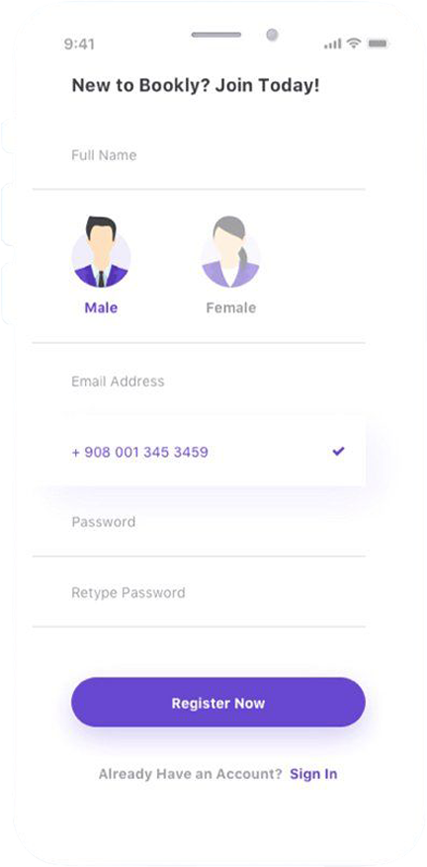 9:41
New to Bookly? Join Today!
Full Name
Male Female
Email Address
+ 908 001 345 3459
Password
Retype Password
Register Now
Already Have an Account? Sign In